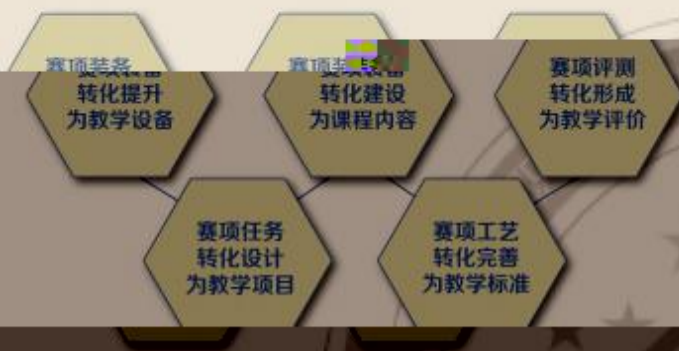 赛项装备
转化提升
为教学设备
赛项装备
转化建设
为课程内容
赛项评测
转化形成
为教学评价
赛项任务
转化设计
为教学项目
赛项工艺
转化完善
为教学标准